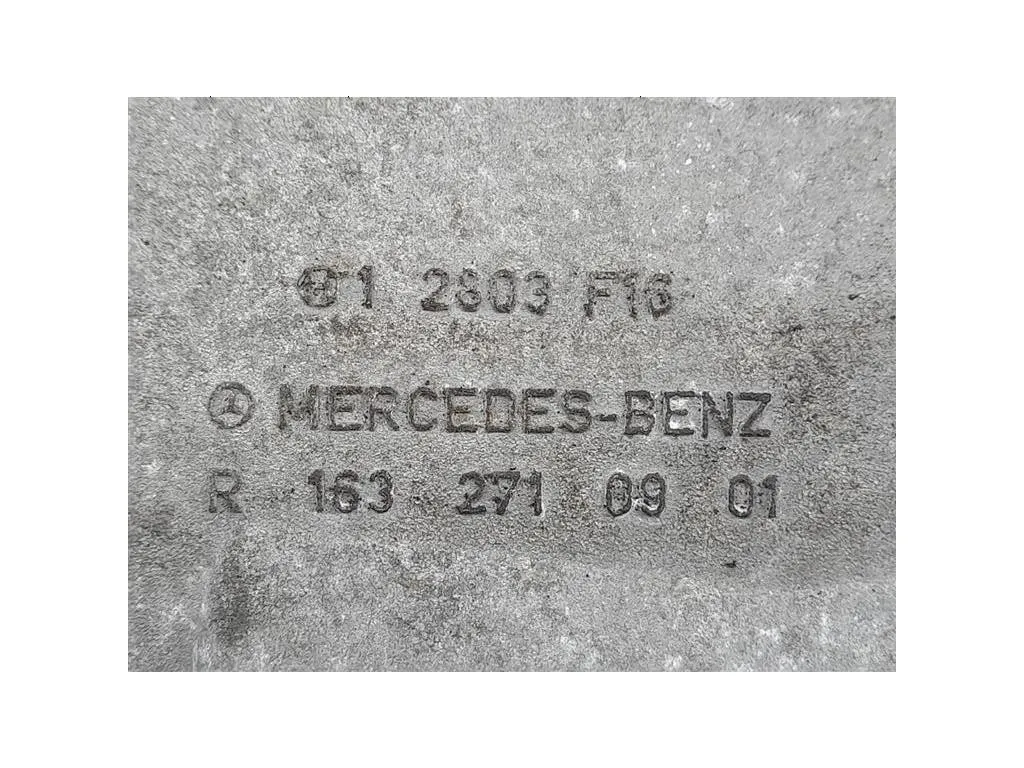 1 2803 F16
MERCEDES-BENZ
R 163 271 09 01